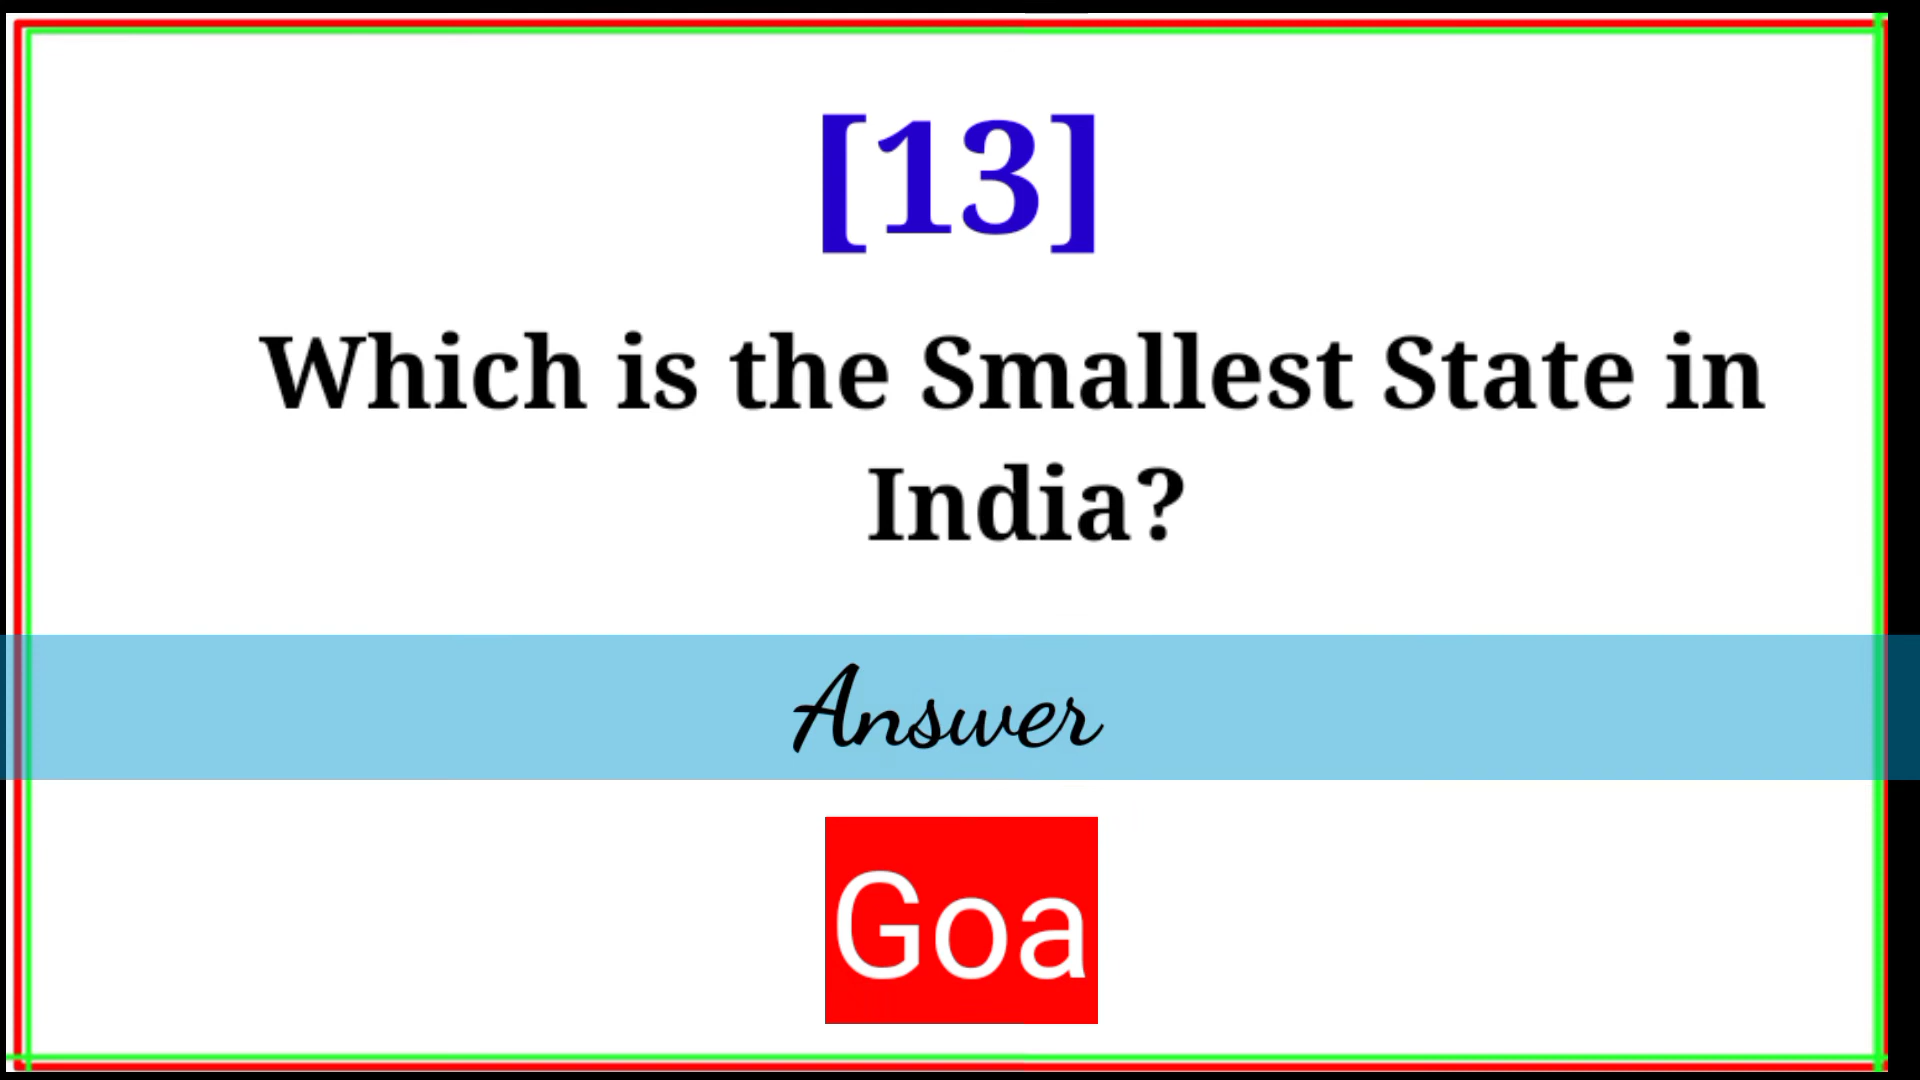 [13]
Which is the Smallest State in
India?
Answer
Goa